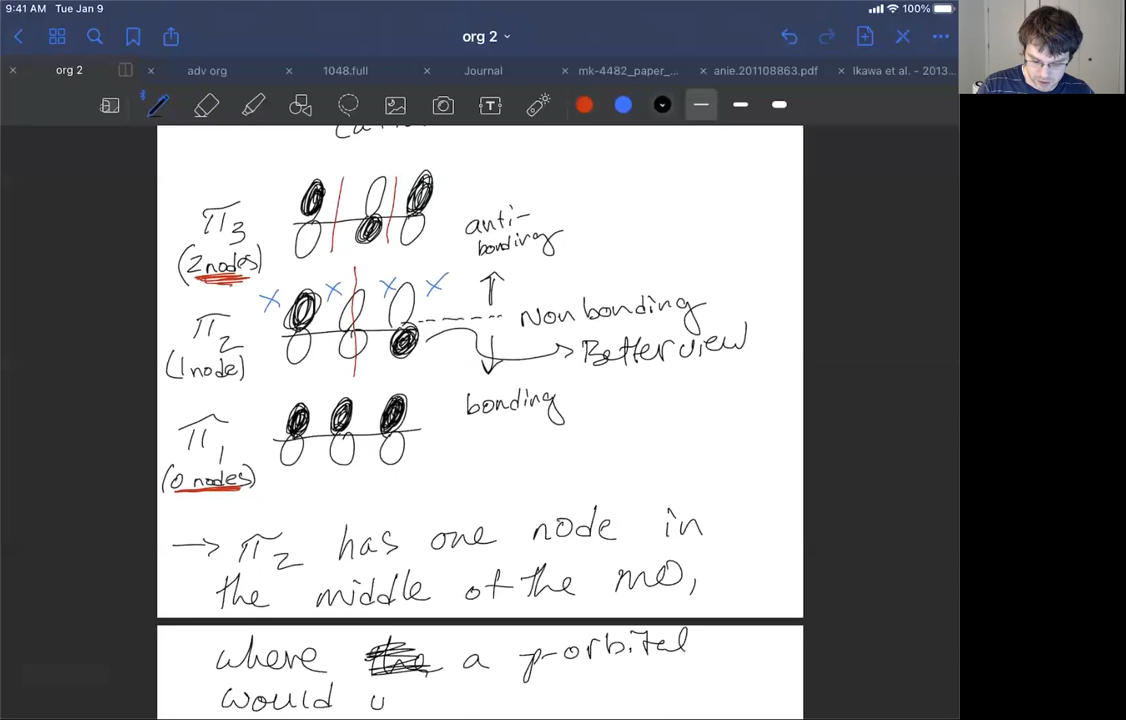 9:41 AM Tue Jan 9
100%
org 2
org 2
adv org
1048.full
Journal
mk-4482_paper_...
anie.201108863.pdf
Ikawa et al. - 2013...
π3
(2 nodes)
anti-
bonding
π2
(1 node)
Nonbonding
Better view
π1
(0 nodes)
bonding
→ π2 has one node in
the middle of the MO,
where a p-orbital
would